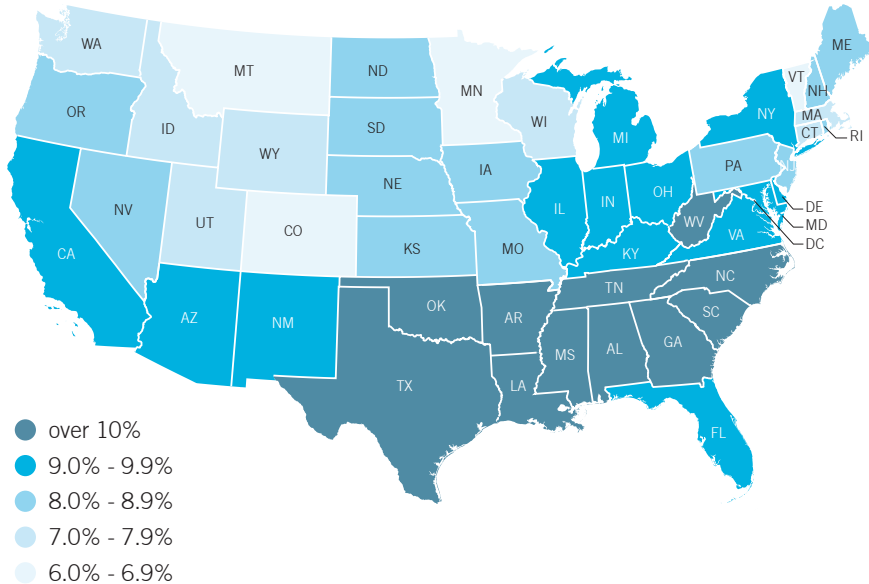 WA
MT
ND
MN
ME
VT
NH
OR
ID
SD
WI
NY
MA
MI
CT
RI
WY
IA
PA
NJ
NE
NV
UT
CO
IL
IN
OH
DE
MD
DC
WV
VA
KS
MO
KY
CA
AZ
NM
OK
AR
TN
NC
SC
MS
AL
GA
TX
LA
FL
over 10%
9.0% - 9.9%
8.0% - 8.9%
7.0% - 7.9%
6.0% - 6.9%